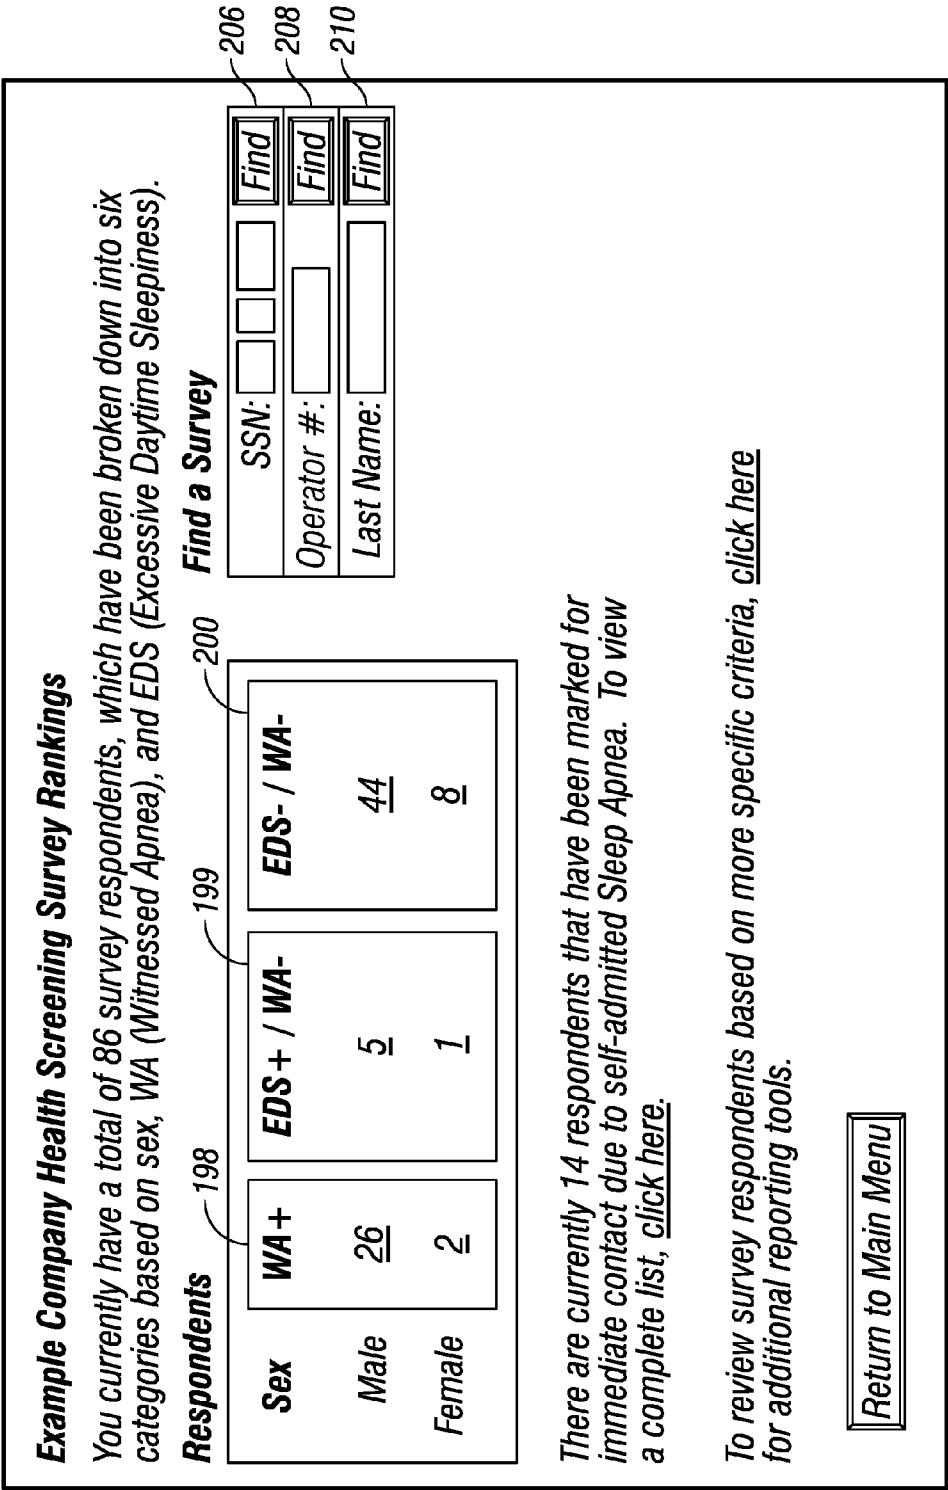 Example Company Health Screening Survey Rankings
You currently have a total of 86 survey respondents, which have been broken down into six
categories based on sex, WA (Witnessed Apnea), and EDS (Excessive Daytime Sleepiness).
Respondents
198
199
200
Sex WA+ EDS+ / WA- EDS- / WA-
Male 26 5 44
Female 2 1 8
Find a Survey
SSN: Find 206
Operator #: Find 208
Last Name: Find 210
There are currently 14 respondents that have been marked for
immediate contact due to self-admitted Sleep Apnea. To view
a complete list, click here.
To review survey respondents based on more specific criteria, click here
for additional reporting tools.
Return to Main Menu